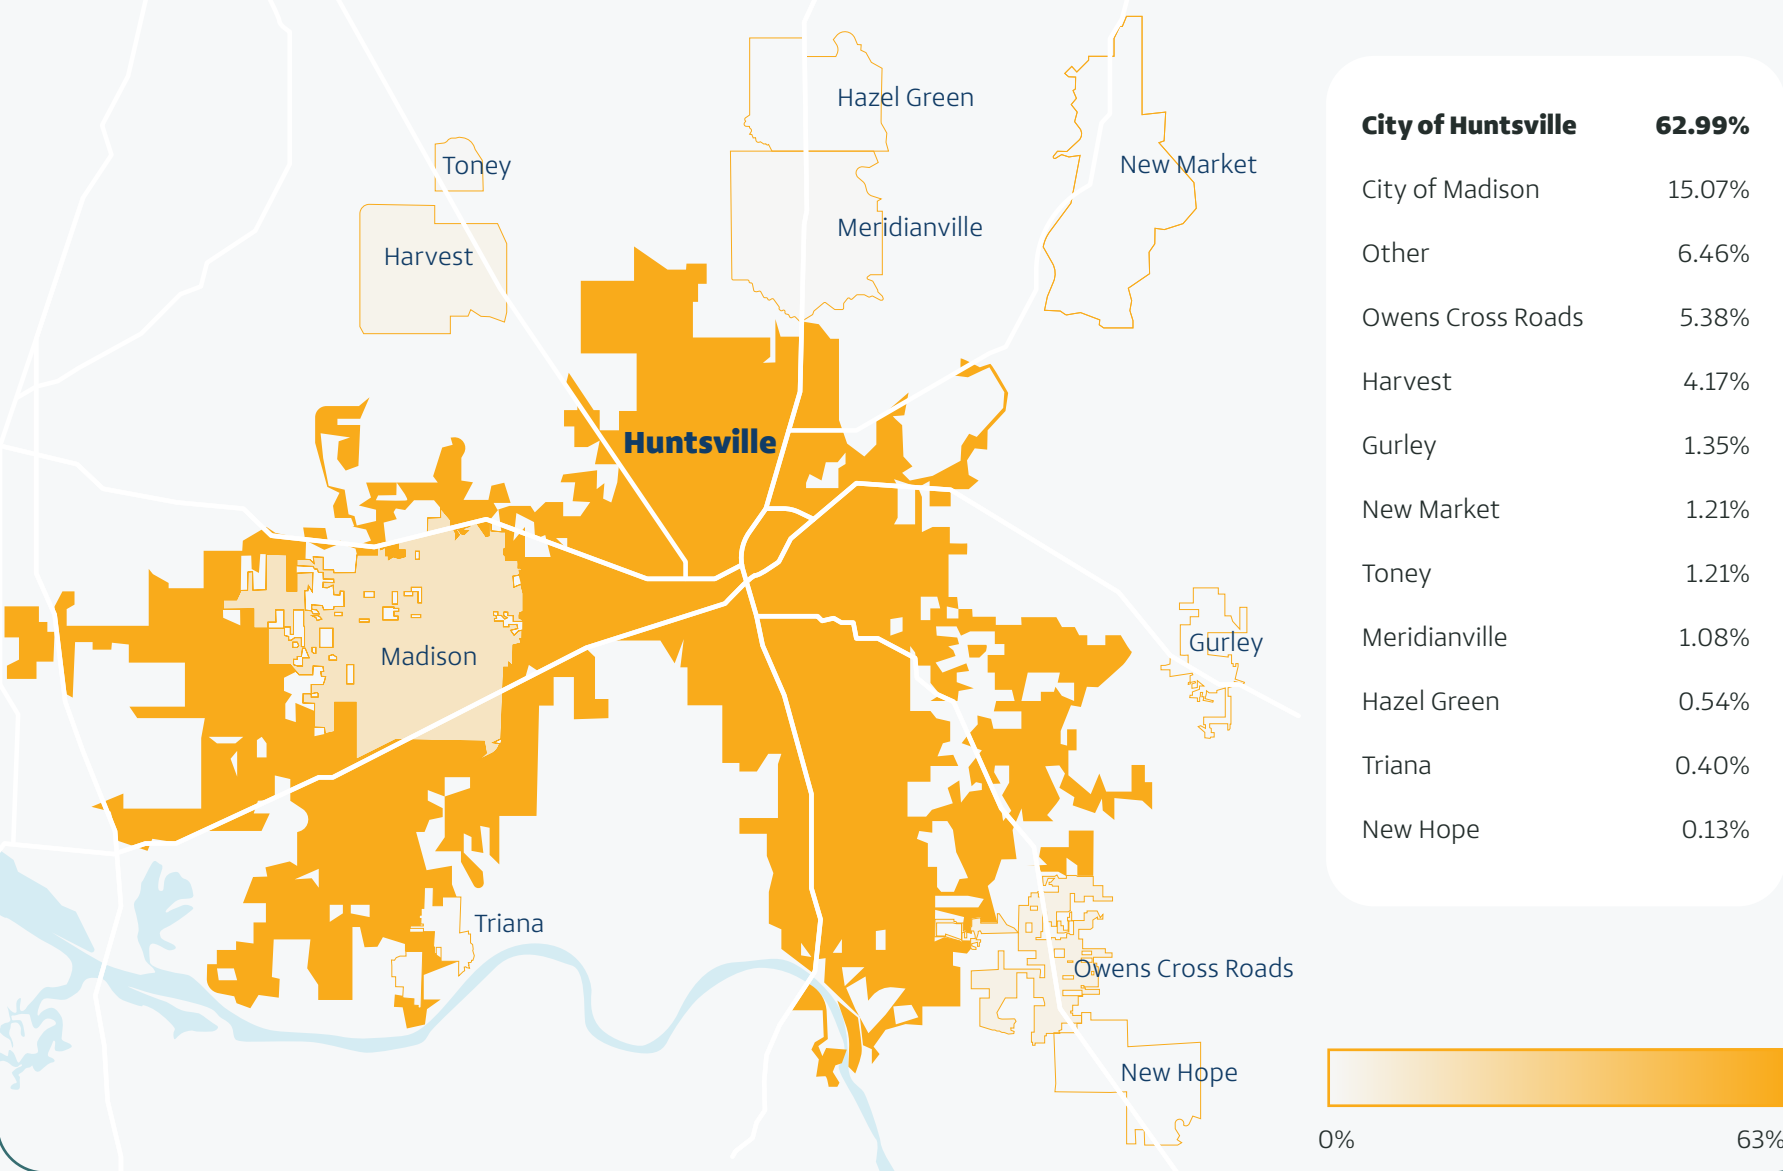 Hazel Green
Toney
New Market
Meridianville
Harvest
Huntsville
Madison
Gurley
Triana
Owens Cross Roads
New Hope
City of Huntsville 62.99%
City of Madison 15.07%
Other 6.46%
Owens Cross Roads 5.38%
Harvest 4.17%
Gurley 1.35%
New Market 1.21%
Toney 1.21%
Meridianville 1.08%
Hazel Green 0.54%
Triana 0.40%
New Hope 0.13%
0% 63%